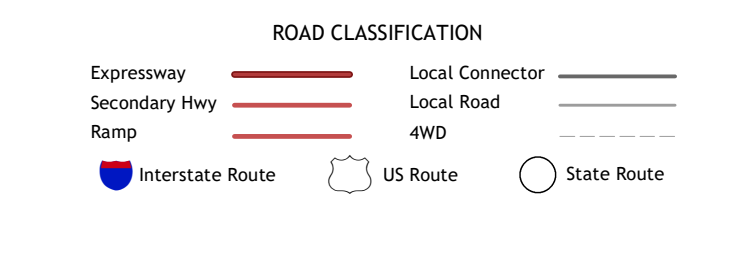 ROAD CLASSIFICATION
Expressway
Local Connector
Secondary Hwy
Local Road
Ramp
4WD
Interstate Route
US Route
State Route